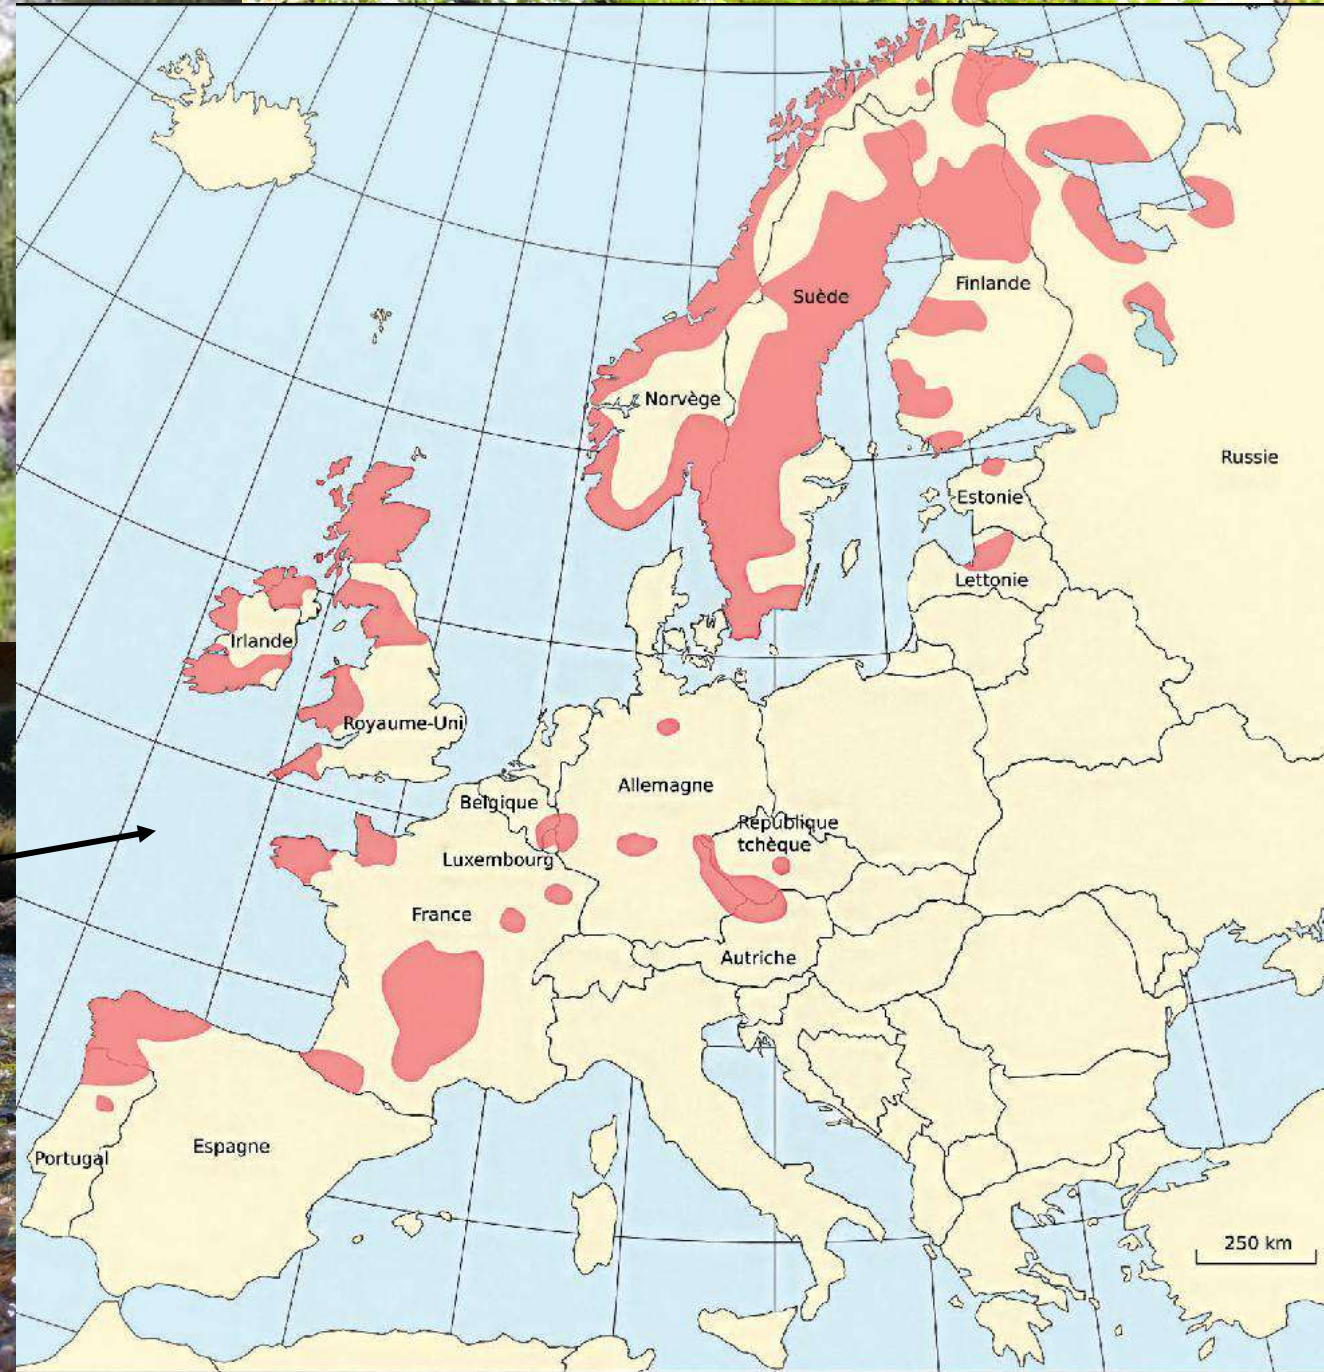 Suède
Finlande
Norvège
Russie
Estonie
Lettonie
Irlande
Royaume-Uni
Allemagne
Belgique
République
tchèque
Luxembourg
France
Autriche
Espagne
Portugal
250 km